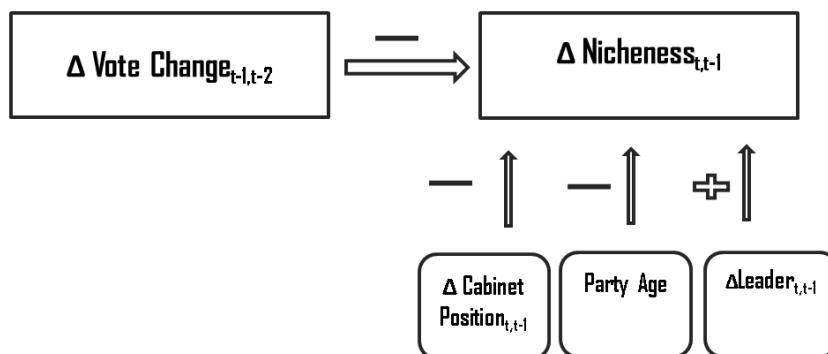 Δ Vote Change t-1,t-2
—
Δ Nicheness t,t-1
— — +
Δ Cabinet
Position t,t-1
Party Age
ΔLeader t,t-1